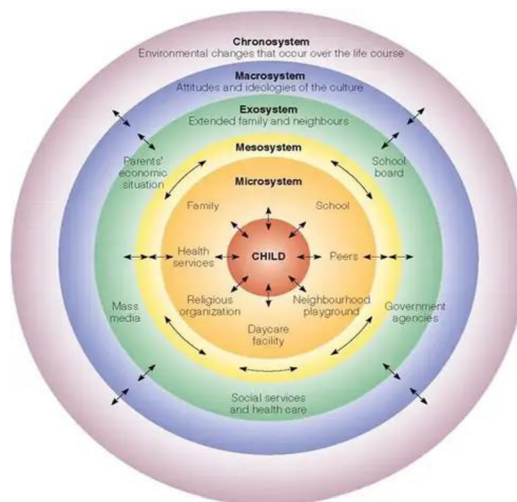 Chronosystem
Environmental changes that occur over the life course
Macrosystem
Attitudes and ideologies of the culture
Exosystem
Extended family and neighbours
Mesosystem
Parents'
economic
situation
School
board
Microsystem
Family
School
Health
services
CHILD
Peers
Religious
organization
Neighbourhood
playground
Daycare
facility
Mass
media
Government
agencies
Social services
and health care